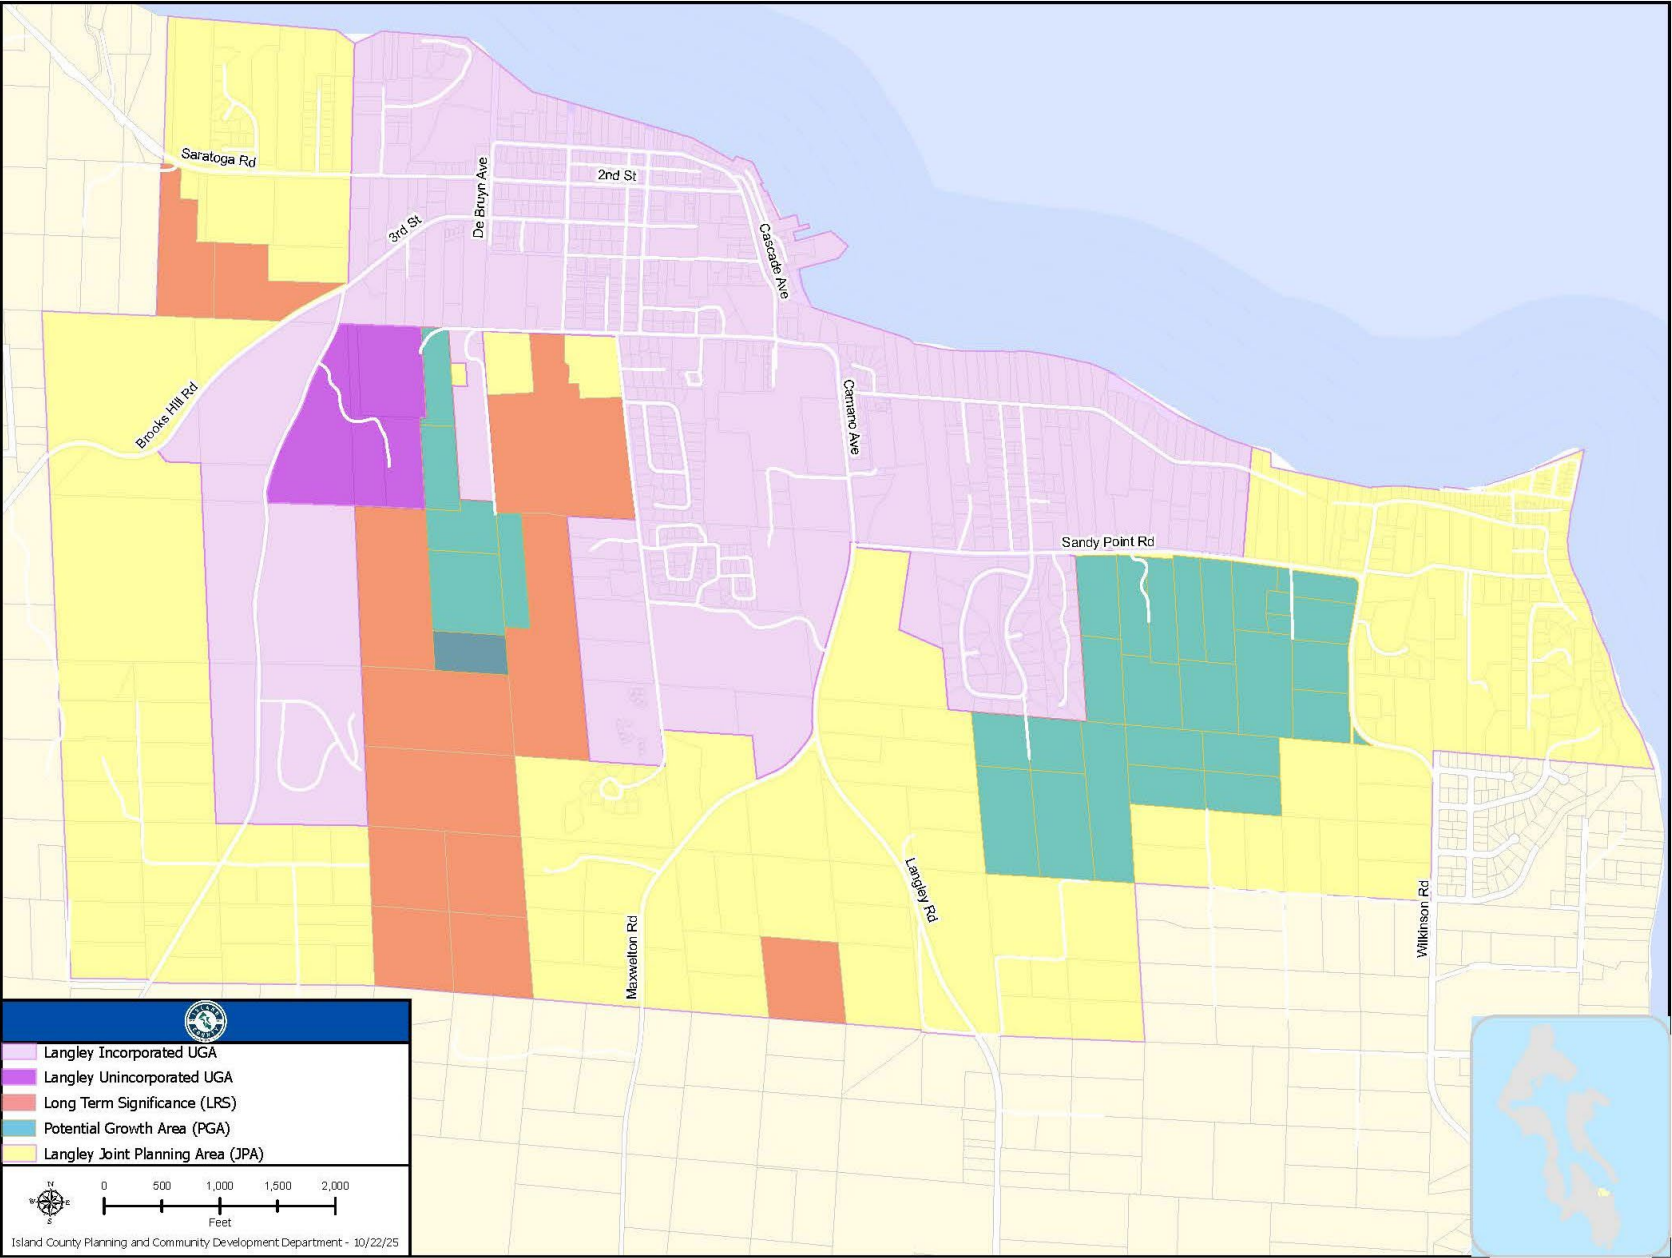 Saratoga Rd
De Bruyn Ave
2nd St
3rd St
Cascade Ave
Brooks Hill Rd
Camano Ave
Sandy Point Rd
Langley Rd
Maxwelton Rd
Wilkinson Rd
ISLAND COUNTY
Langley Incorporated UGA
Langley Unincorporated UGA
Long Term Significance (LRS)
Potential Growth Area (PGA)
Langley Joint Planning Area (JPA)
N
W E
S
0 500 1,000 1,500 2,000
Feet
Island County Planning and Community Development Department - 10/22/25